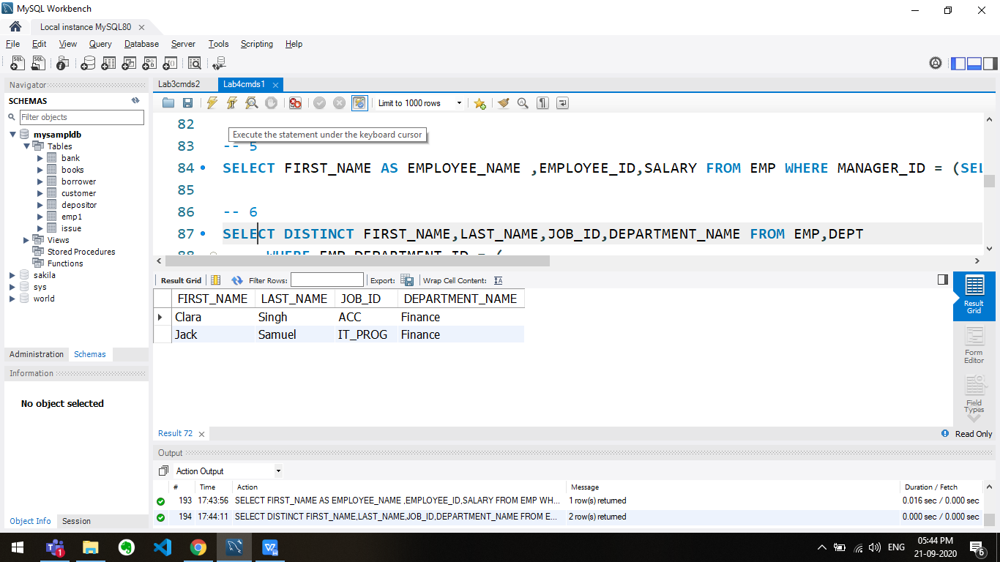 MySQL Workbench
Local instance MySQL80
File Edit View Query Database Server Tools Scripting Help
Navigator
SCHEMAS
Filter objects
mysampldb
Tables
bank
books
borrower
customer
depositor
emp1
issue
Views
Stored Procedures
Functions
sakila
sys
world
Administration Schemas
Information
No object selected
Object Info Session
Lab3cmds2 Lab4cmds1
Limit to 1000 rows
82
Execute the statement under the keyboard cursor
83 -- 5
84 SELECT FIRST_NAME AS EMPLOYEE_NAME ,EMPLOYEE_ID,SALARY FROM EMP WHERE MANAGER_ID = (SEL
85
86 -- 6
87 SELECT DISTINCT FIRST_NAME,LAST_NAME,JOB_ID,DEPARTMENT_NAME FROM EMP,DEPT
88 WHERE EMP.DEPARTMENT_ID = (
Result Grid Filter Rows: Export: Wrap Cell Content:
FIRST_NAME LAST_NAME JOB_ID DEPARTMENT_NAME
Clara Singh ACC Finance
Jack Samuel IT_PROG Finance
Result Grid
Form Editor
Field Types
Result 72
Read Only
Output
Action Output
# Time Action Message Duration / Fetch
193 17:43:56 SELECT FIRST_NAME AS EMPLOYEE_NAME ,EMPLOYEE_ID,SALARY FROM EMP WH... 1 row(s) returned 0.016 sec / 0.000 sec
194 17:44:11 SELECT DISTINCT FIRST_NAME,LAST_NAME,JOB_ID,DEPARTMENT_NAME FROM E... 2 row(s) returned 0.000 sec / 0.000 sec
1
ENG
05:44 PM
21-09-2020
6